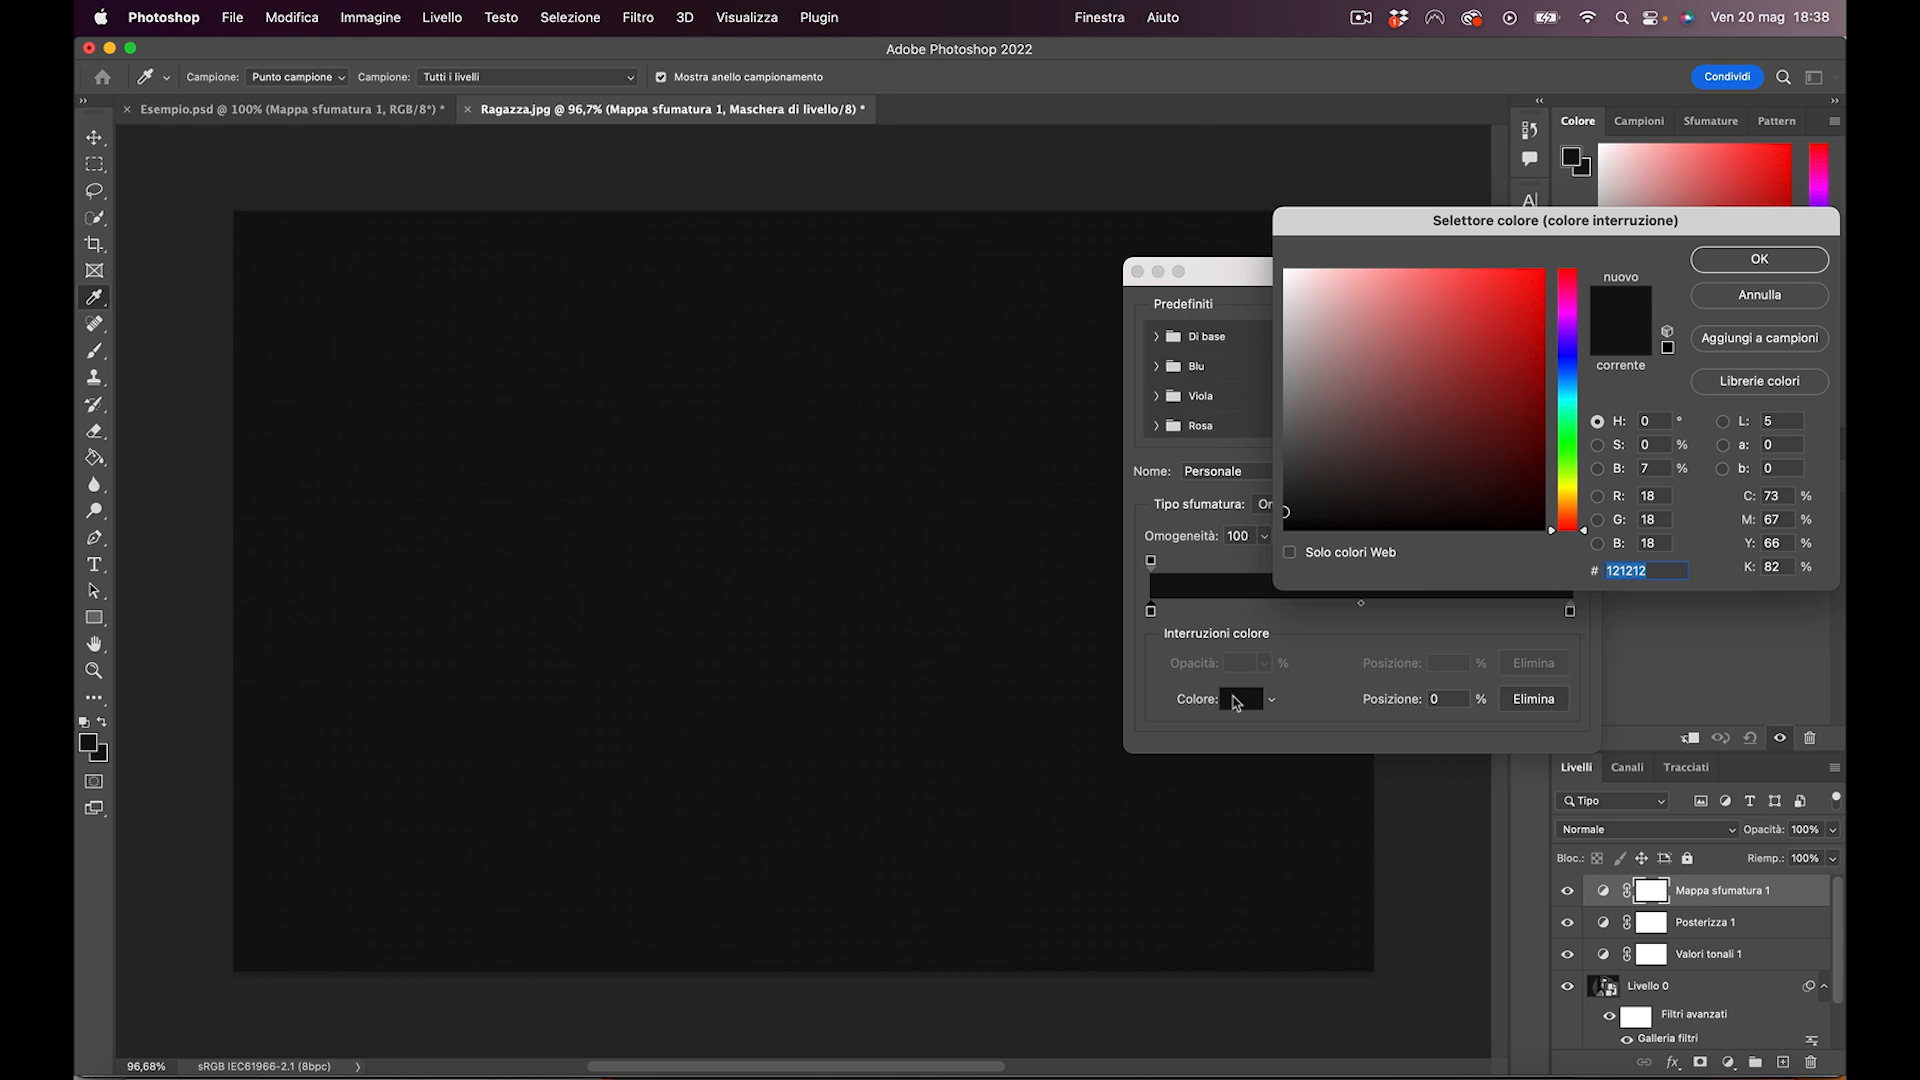 Photoshop File Modifica Immagine Livello Testo Selezione Filtro 3D Visualizza Plugin Finestra Aiuto 1 Ven 20 mag 18:38
Adobe Photoshop 2022
Campione: Punto campione Campione: Tutti i livelli Mostra anello campionamento Condividi
Esempio.psd @ 100% (Mappa sfumatura 1, RGB/8*) * Ragazza.jpg @ 96,7% (Mappa sfumatura 1, Maschera di livello/8) *
Colore Campioni Sfumature Pattern
Selettore colore (colore interruzione)
OK
nuovo
Annulla
Predefiniti
Di base
Aggiungi a campioni
Blu
corrente
Librerie colori
Viola
Rosa
H: 0 ° L: 5
S: 0 % a: 0
B: 7 % b: 0
Nome: Personale
R: 18 C: 73 %
Tipo sfumatura:
G: 18 M: 67 %
Omogeneità: 100
B: 18 Y: 66 %
Solo colori Web
# 121212 K: 82 %
Interruzioni colore
Opacità: % Posizione: % Elimina
Colore: Posizione: 0 % Elimina
Livelli Canali Tracciati
Tipo
Normale Opacità: 100%
Bloc.: Riemp.: 100%
Mappa sfumatura 1
Posterizza 1
Valori tonali 1
Livello 0
Filtri avanzati
Galleria filtri
96,68% sRGB IEC61966-2.1 (8bpc)